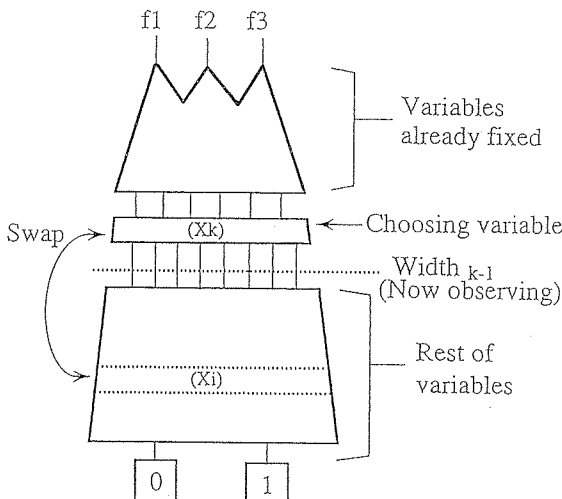 f1 f2 f3
Variables
already fixed
Swap
(Xk)
Choosing variable
Width k-1
(Now observing)
Rest of
variables
(Xi)
0 1